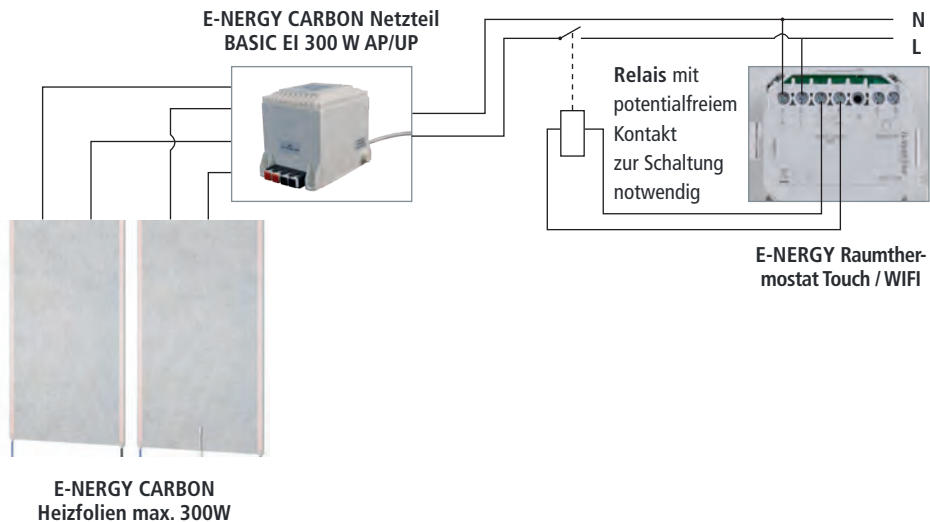 E-NERGY CARBON Netzteil
BASIC EI 300 W AP/UP
N
L
Relais mit
potentialfreiem
Kontakt
zur Schaltung
notwendig
E-NERGY Raumther-
mostat Touch / WIFI
E-NERGY CARBON
Heizfolien max. 300W